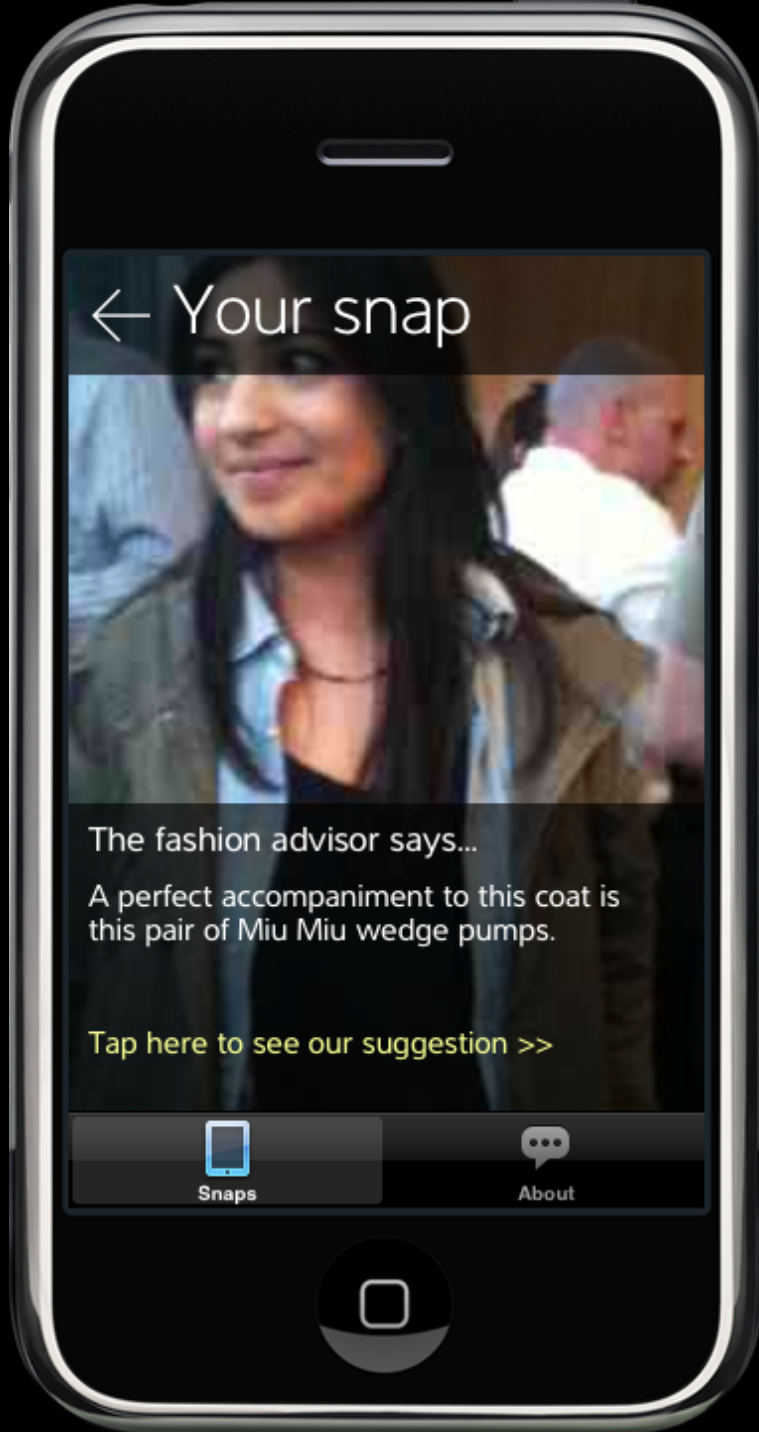 Your snap
The fashion advisor says...
A perfect accompaniment to this coat is
this pair of Miu Miu wedge pumps.
Tap here to see our suggestion >>
Snaps
About